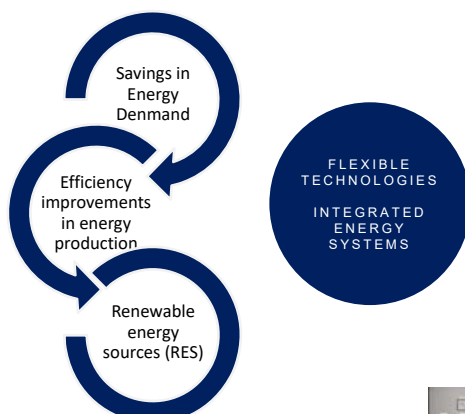 Savings in
Energy
Denmand
Efficiency
improvements
in energy
production
Renewable
energy
sources (RES)
FLEXIBLE
TECHNOLOGIES
INTEGRATED
ENERGY
SYSTEMS